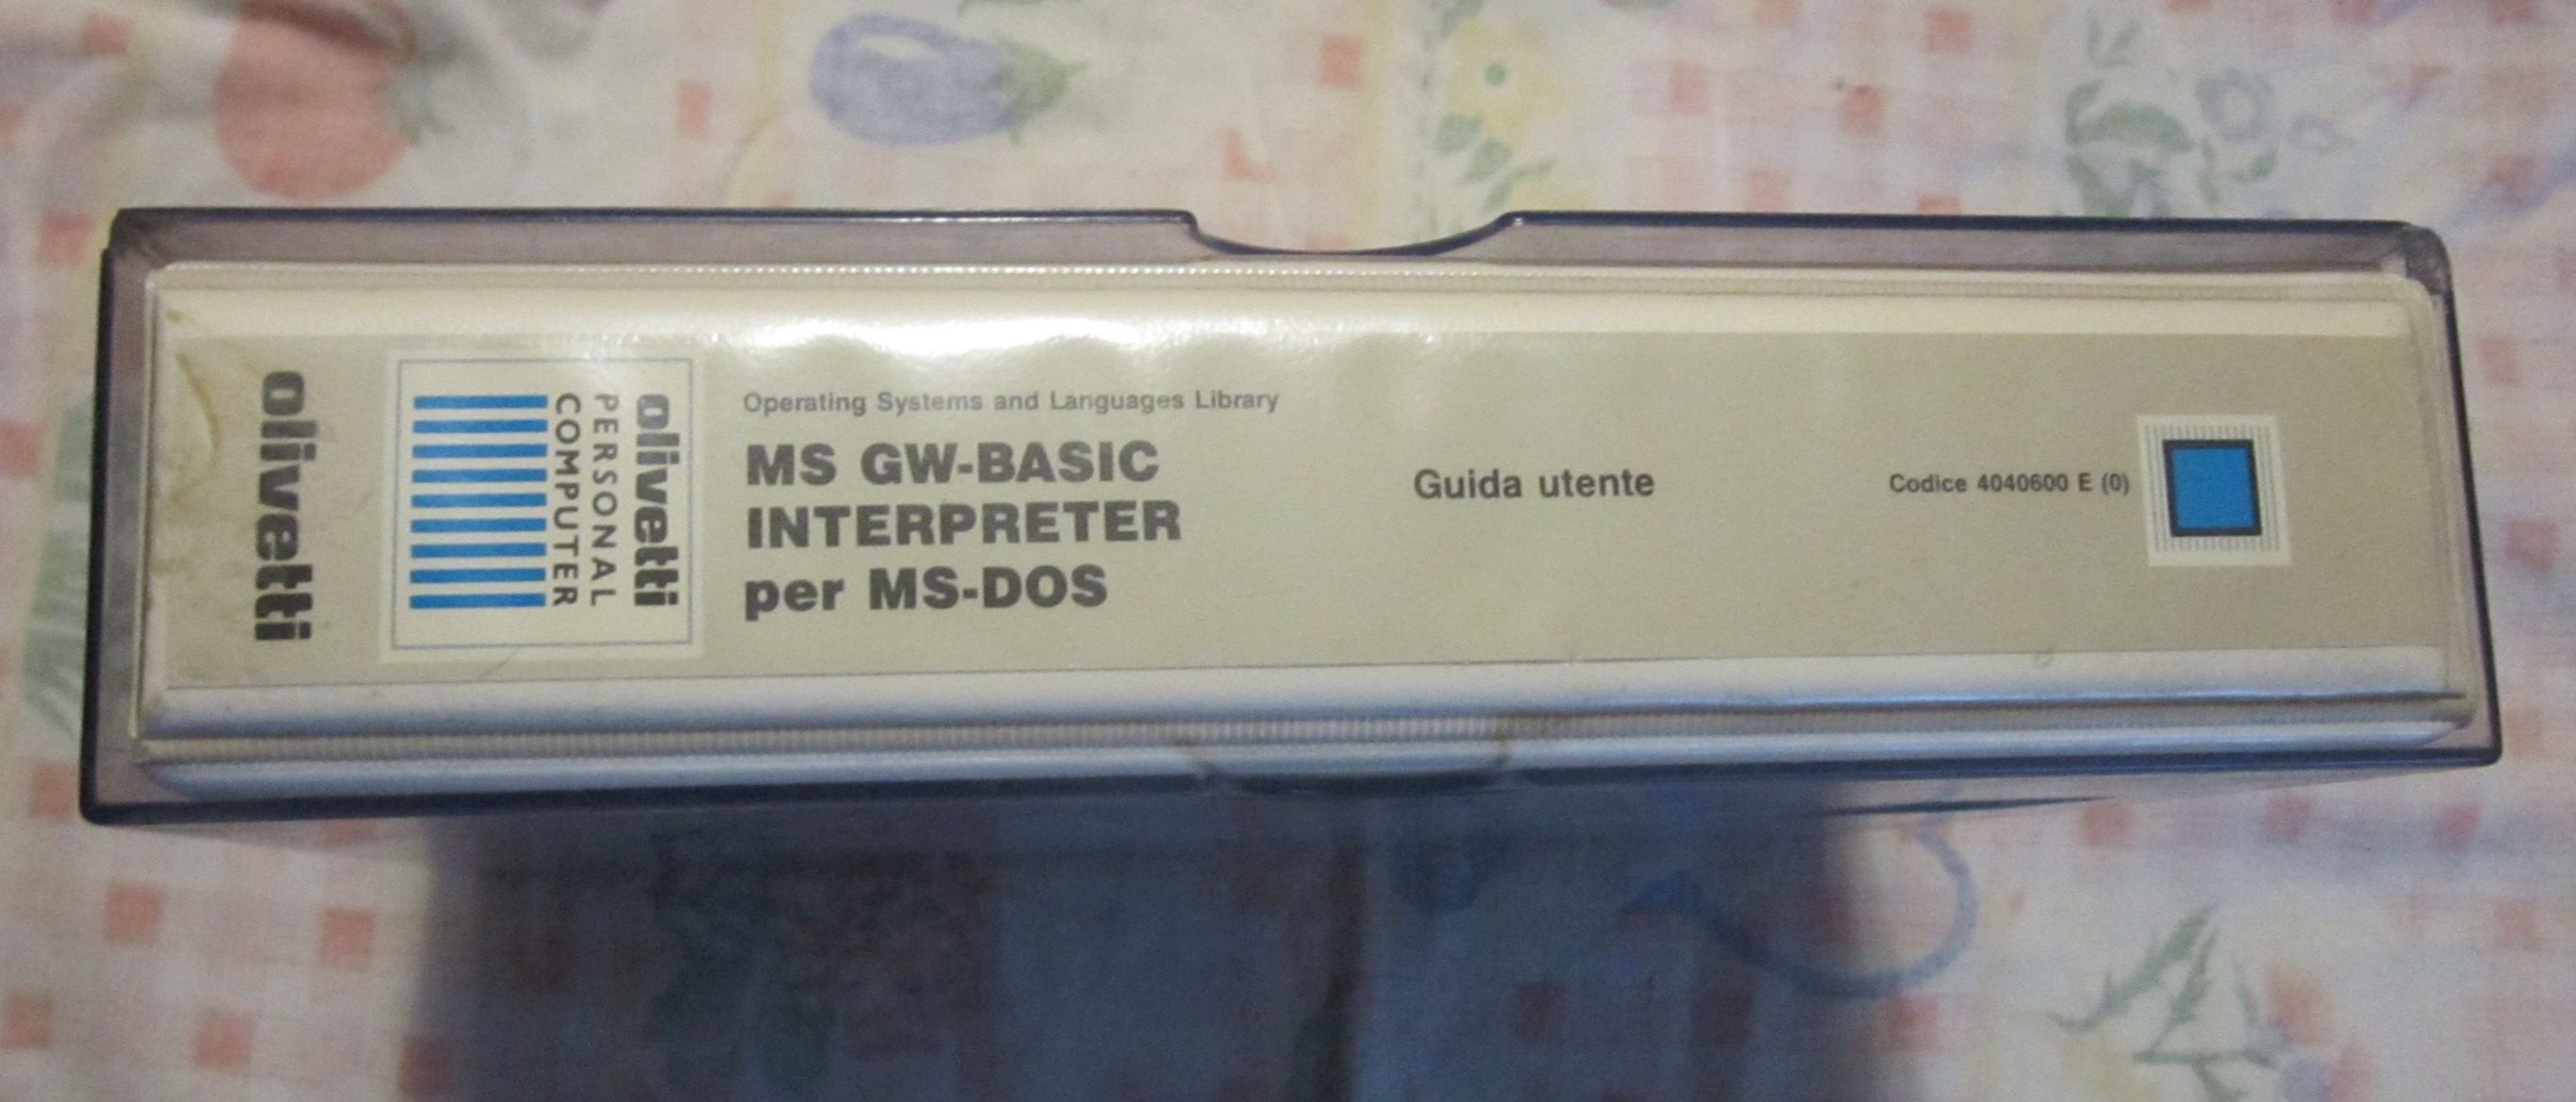 olivetti
olivetti
PERSONAL
COMPUTER
Operating Systems and Languages Library
MS GW-BASIC
INTERPRETER
per MS-DOS
Guida utente
Codice 4040600 E (0)